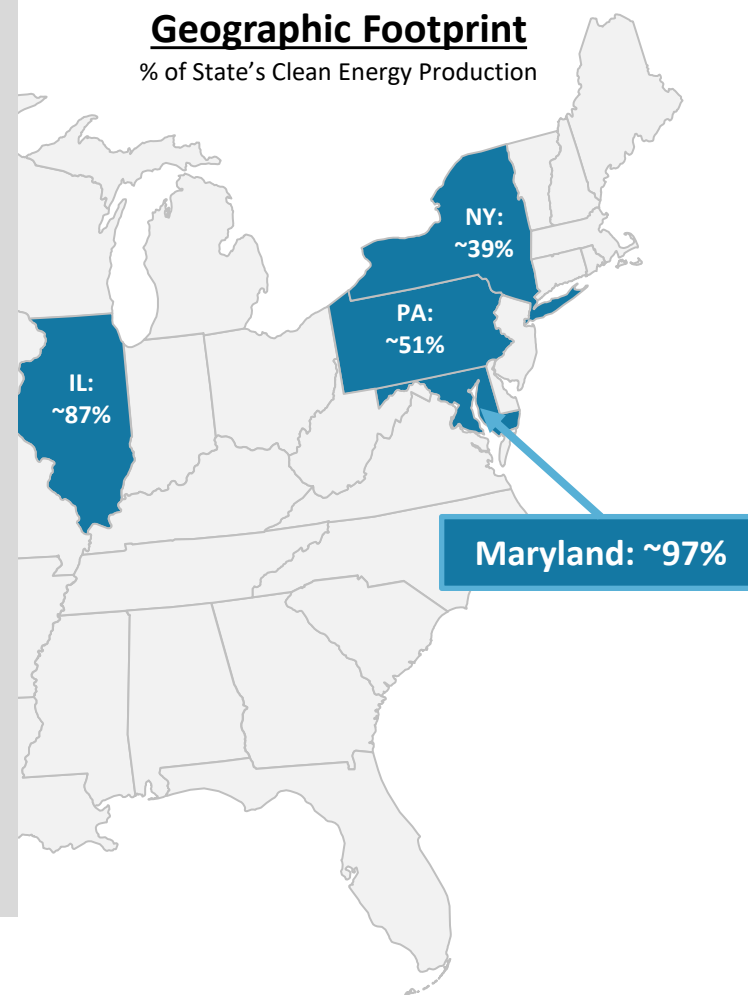 Geographic Footprint
% of State's Clean Energy Production
NY:
~39%
PA:
~51%
IL:
~87%
Maryland: ~97%